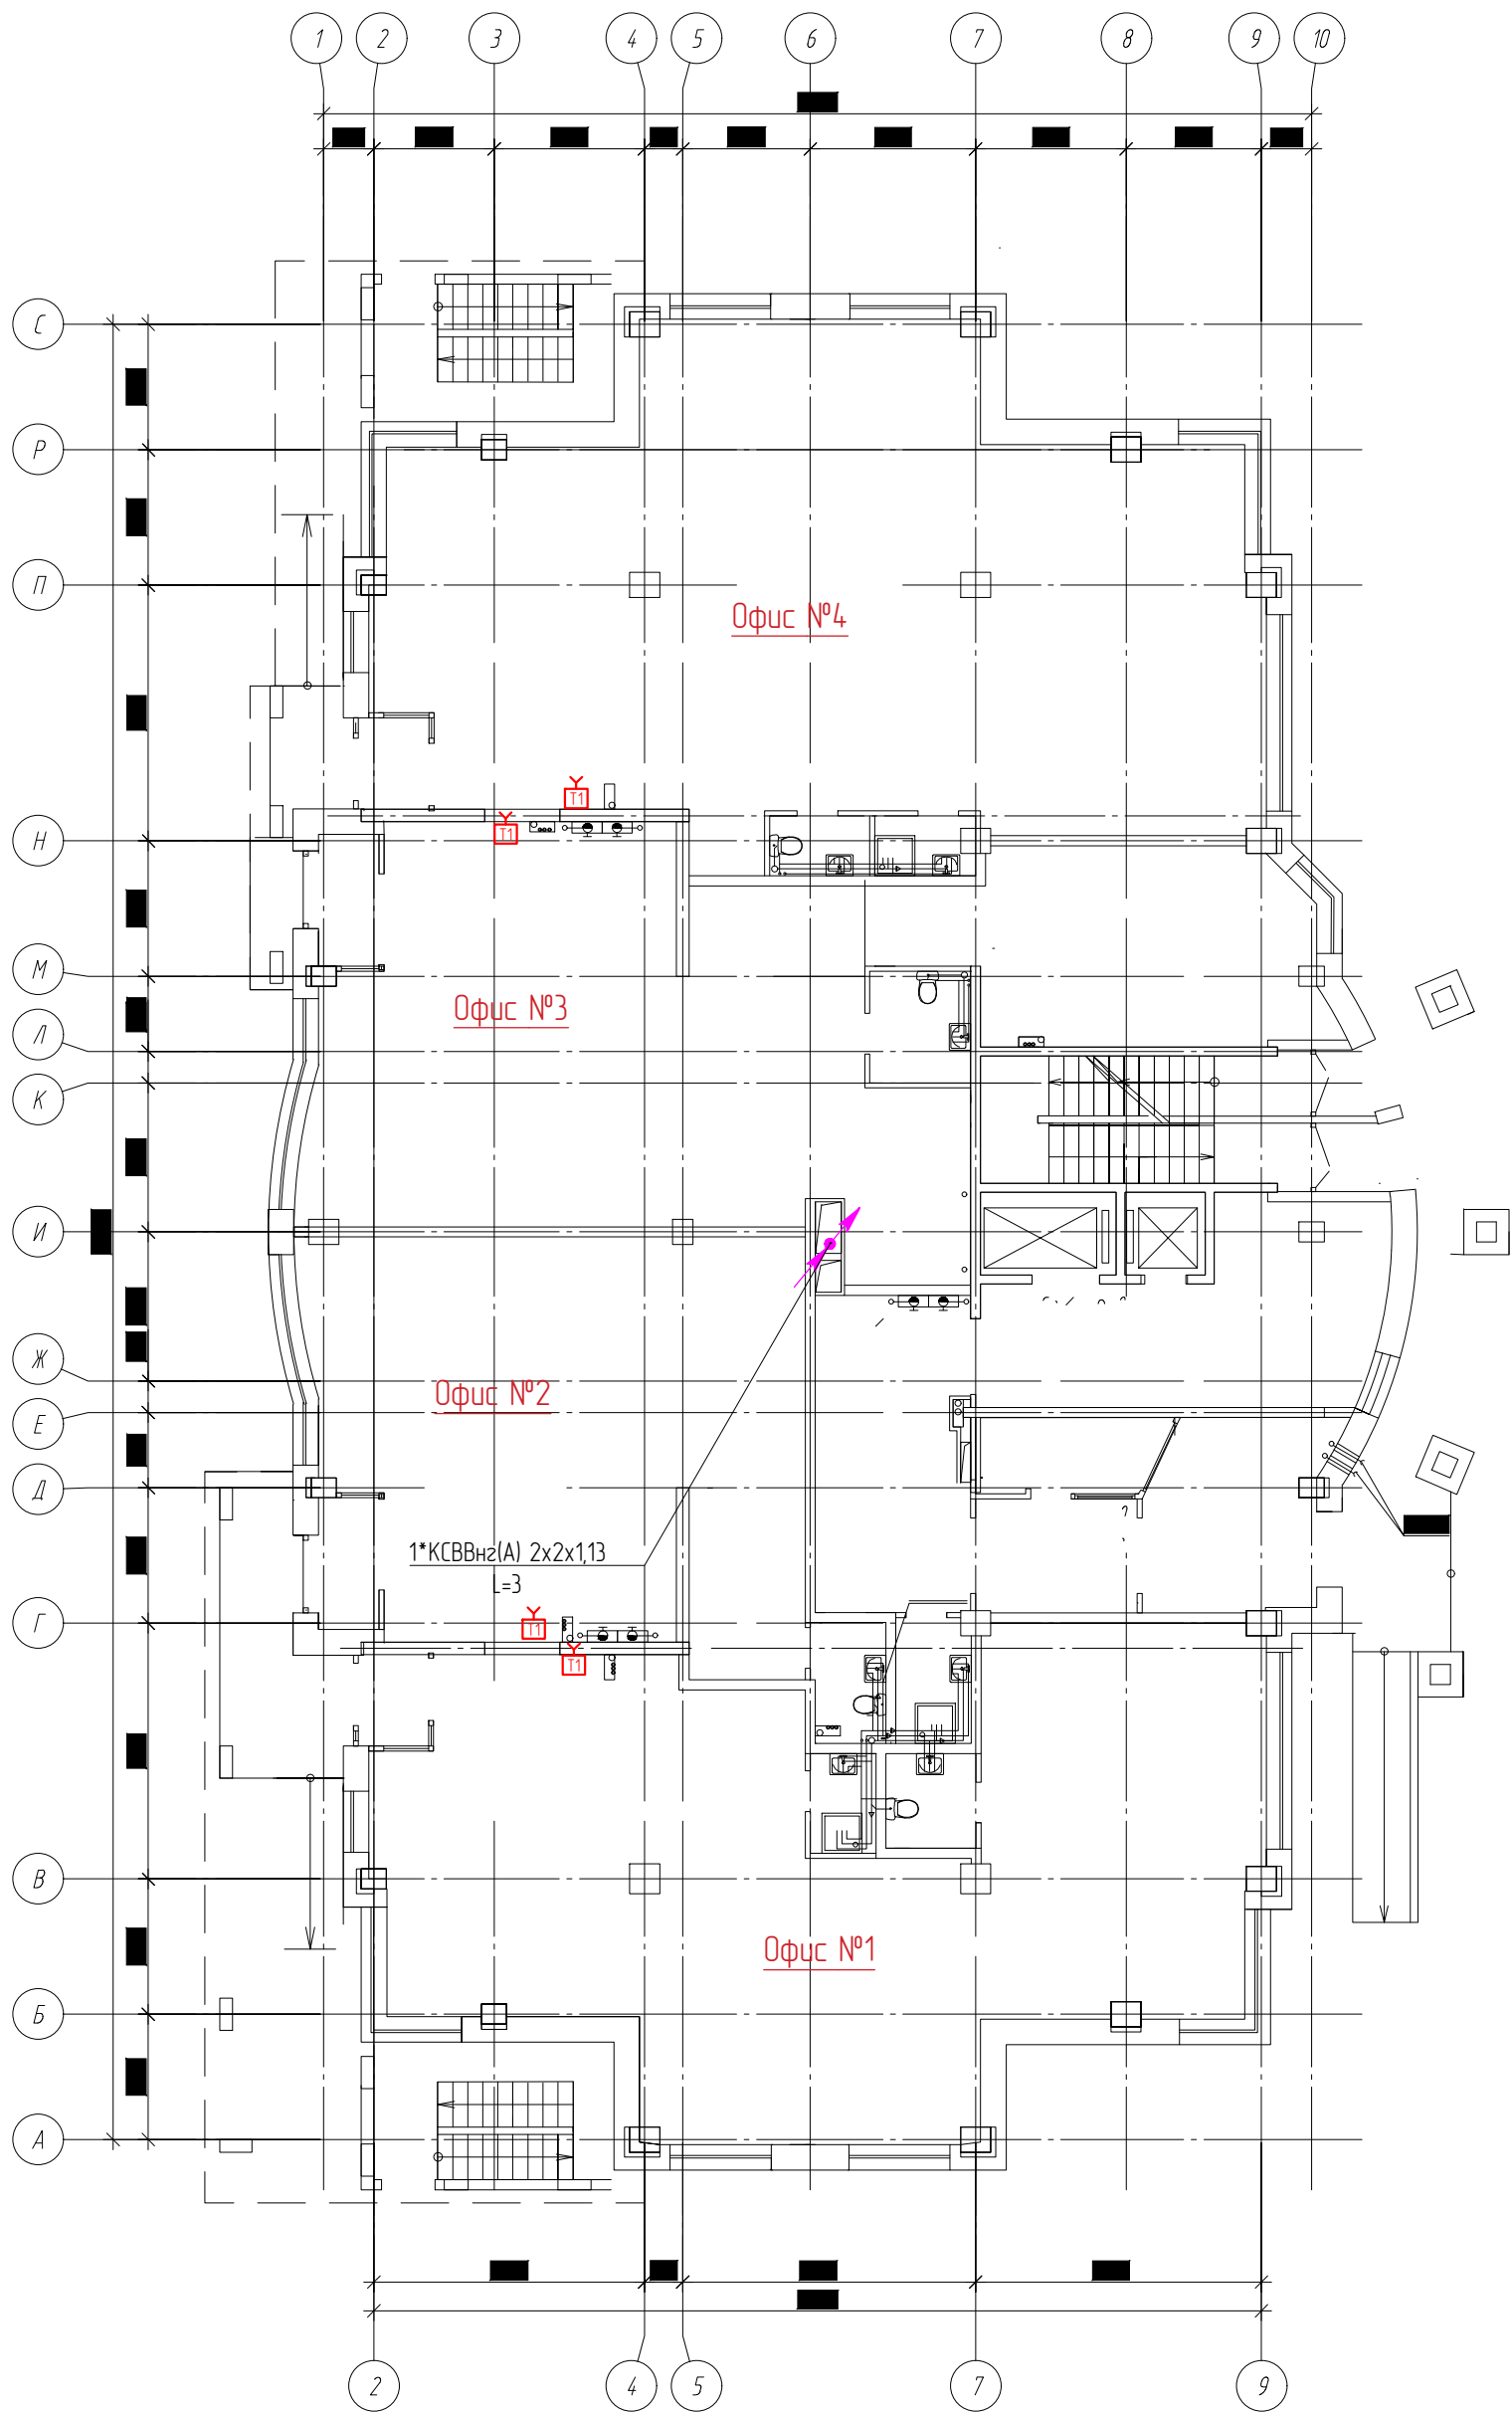 1 2 3 4 5 6 7 8 9 10
С
Р
П
Офис №4
Т1
Т1
Н
М
Офис №3
Л
К
И
Ж
Офис №2
Е
Д
1*КСВВнг(А) 2х2х1,13
L=3
Г
Т1
Т1
В
Офис №1
Б
А
2 4 5 7 9